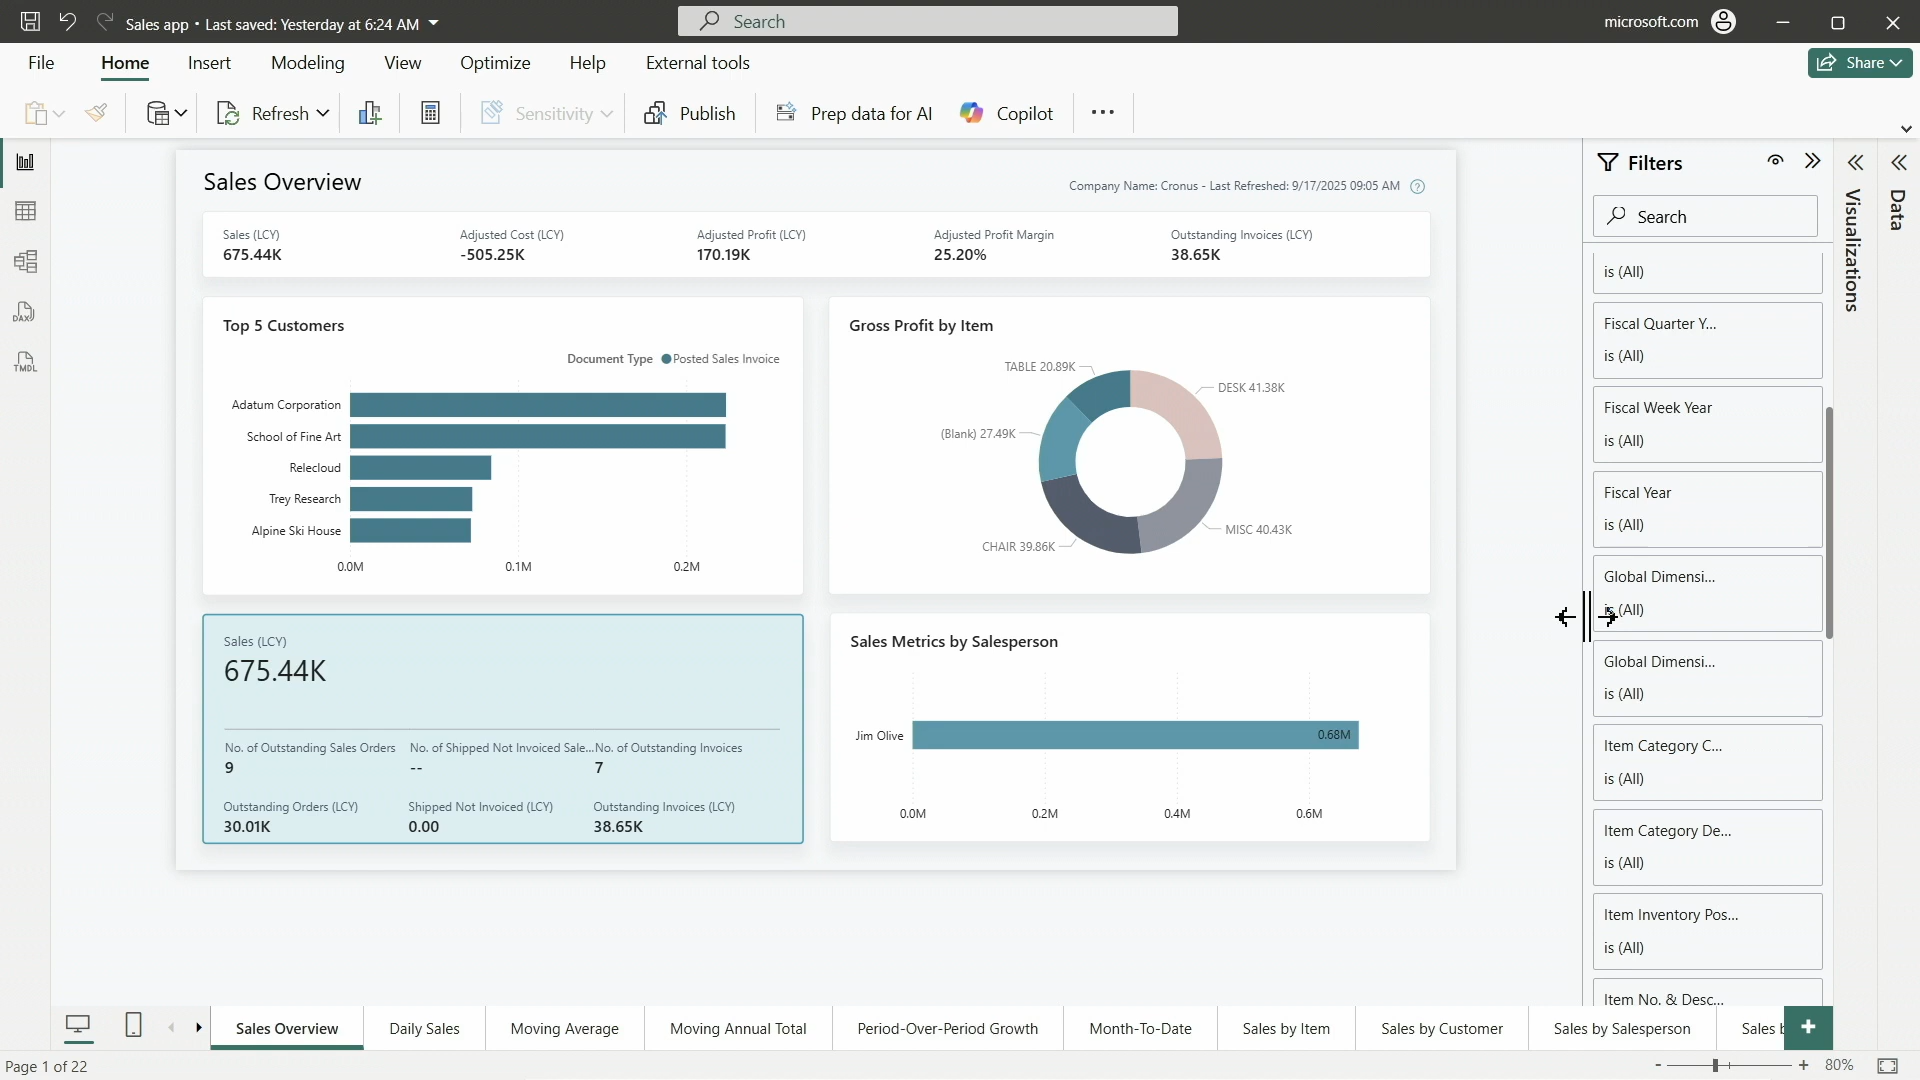 Sales app • Last saved: Yesterday at 6:24 AM
Search
microsoft.com
File
Home
Insert
Modeling
View
Optimize
Help
External tools
Share
Refresh
Sensitivity
Publish
Prep data for AI
Copilot
DAX
TMDL
Sales Overview
Company Name: Cronus - Last Refreshed: 9/17/2025 09:05 AM
Sales (LCY)
675.44K
Adjusted Cost (LCY)
-505.25K
Adjusted Profit (LCY)
170.19K
Adjusted Profit Margin
25.20%
Outstanding Invoices (LCY)
38.65K
Top 5 Customers
Document Type
Posted Sales Invoice
Adatum Corporation
School of Fine Art
Relecloud
Trey Research
Alpine Ski House
0.0M
0.1M
0.2M
Gross Profit by Item
TABLE 20.89K
DESK 41.38K
(Blank) 27.49K
MISC 40.43K
CHAIR 39.86K
Sales (LCY)
675.44K
No. of Outstanding Sales Orders
9
No. of Shipped Not Invoiced Sale...
--
No. of Outstanding Invoices
7
Outstanding Orders (LCY)
30.01K
Shipped Not Invoiced (LCY)
0.00
Outstanding Invoices (LCY)
38.65K
Sales Metrics by Salesperson
Jim Olive
0.68M
0.0M
0.2M
0.4M
0.6M
Filters
Search
is (All)
Fiscal Quarter Y...
is (All)
Fiscal Week Year
is (All)
Fiscal Year
is (All)
Global Dimensi...
is (All)
Global Dimensi...
is (All)
Item Category C...
is (All)
Item Category De...
is (All)
Item Inventory Pos...
is (All)
Item No. & Desc...
Visualizations
Data
Sales Overview
Daily Sales
Moving Average
Moving Annual Total
Period-Over-Period Growth
Month-To-Date
Sales by Item
Sales by Customer
Sales by Salesperson
Sales b
+
Page 1 of 22
- + 80%